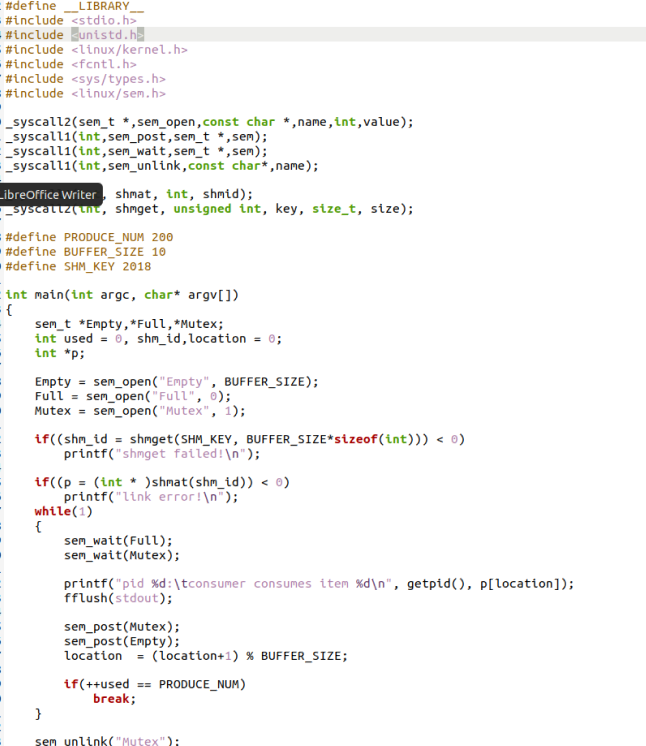 #define __LIBRARY__
#include <stdio.h>
#include <unistd.h>
#include <linux/kernel.h>
#include <fcntl.h>
#include <sys/types.h>
#include <linux/sem.h>
_syscall2(sem_t *,sem_open,const char *,name,int,value);
_syscall1(int,sem_post,sem_t *,sem);
_syscall1(int,sem_wait,sem_t *,sem);
_syscall1(int,sem_unlink,const char*,name);
LibreOffice Writer , shmat, int, shmid);
_syscall2(int, shmget, unsigned int, key, size_t, size);
#define PRODUCE_NUM 200
#define BUFFER_SIZE 10
#define SHM_KEY 2018
int main(int argc, char* argv[])
{
    sem_t *Empty,*Full,*Mutex;
    int used = 0, shm_id,location = 0;
    int *p;
    Empty = sem_open("Empty", BUFFER_SIZE);
    Full = sem_open("Full", 0);
    Mutex = sem_open("Mutex", 1);
    if((shm_id = shmget(SHM_KEY, BUFFER_SIZE*sizeof(int))) < 0)
        printf("shmget failed!\n");
    if((p = (int * )shmat(shm_id)) < 0)
        printf("link error!\n");
    while(1)
    {
        sem_wait(Full);
        sem_wait(Mutex);
        printf("pid %d:\tconsumer consumes item %d\n", getpid(), p[location]);
        fflush(stdout);
        sem_post(Mutex);
        sem_post(Empty);
        location  = (location+1) % BUFFER_SIZE;
        if(++used == PRODUCE_NUM)
            break;
    }
    sem_unlink("Mutex");